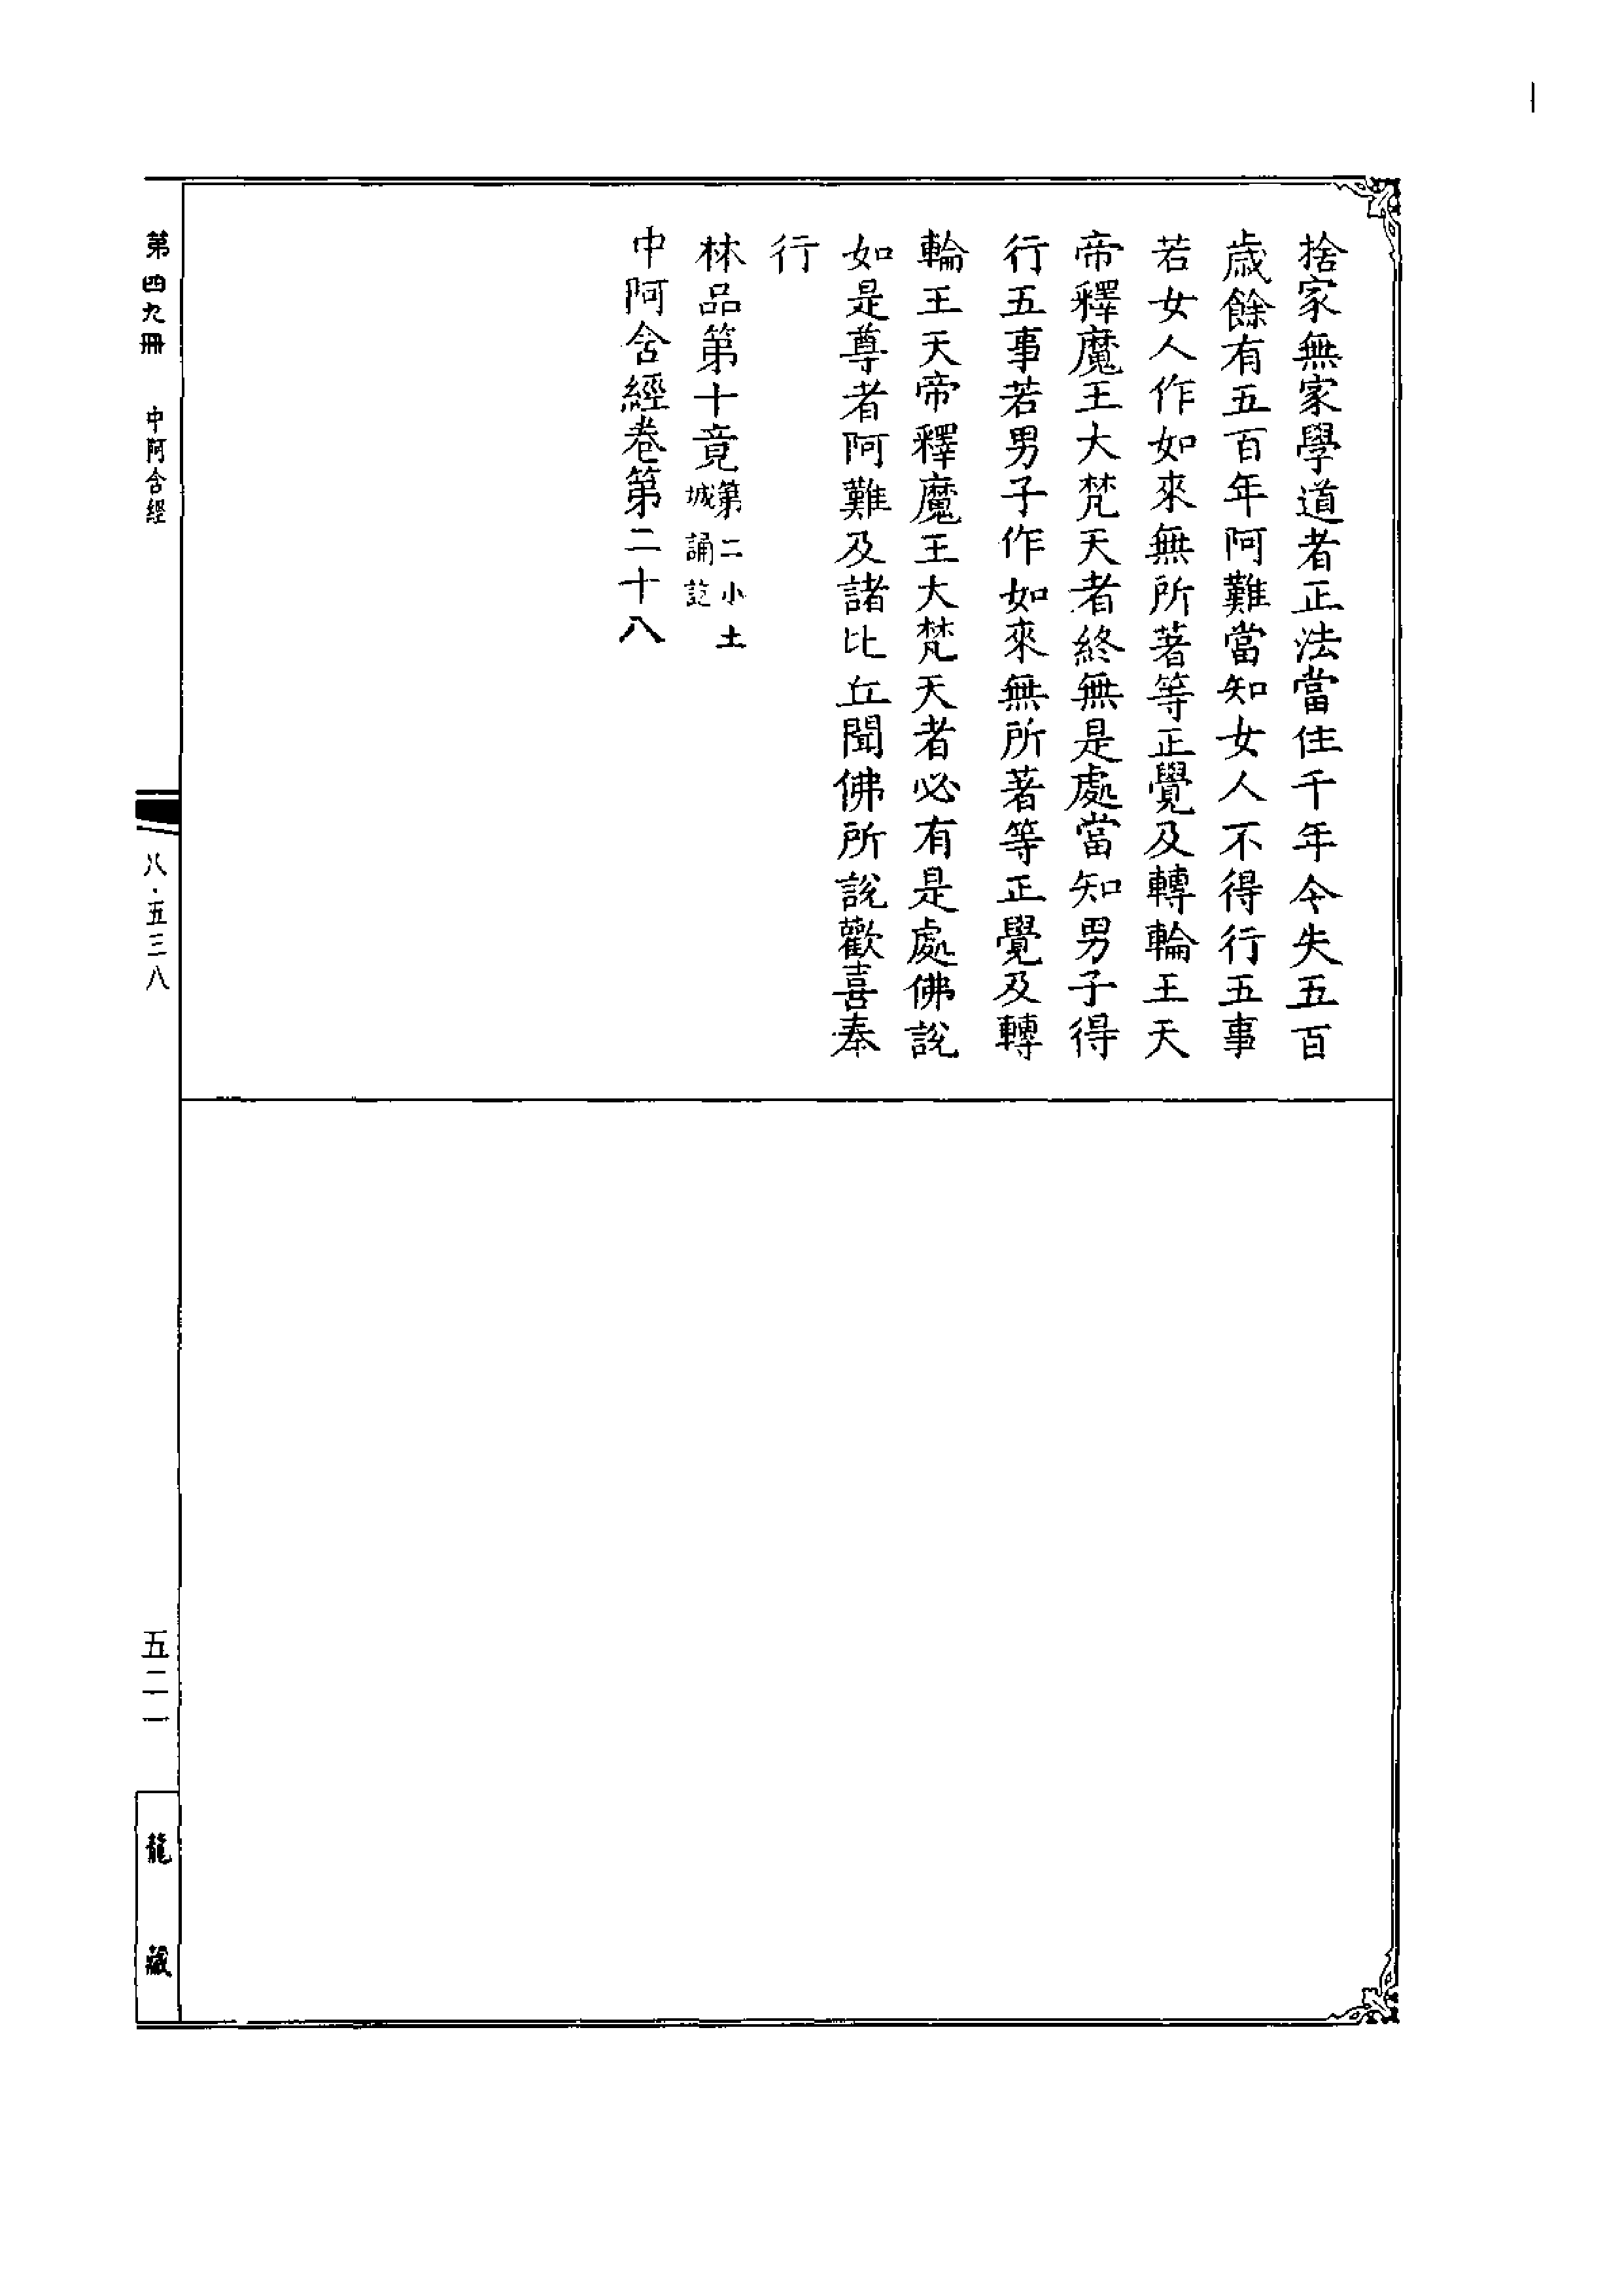 捨家無家學道者正法當住千年今失五百
歲餘有五百年阿難當知女人不得行五事
若女人作如來無所著等正覺及轉輪王天
帝釋魔王大梵天者終無是處當知男子得
行五事若男子作如來無所著等正覺及轉
輪王天帝釋魔王大梵天者必有是處佛說
如是尊者阿難及諸比丘聞佛所說歡喜奉
行
林品第十竟第二小土
城誦訖
中阿含經卷第二十八
第四九冊 中阿含經
八·五三八
五二一
龍藏